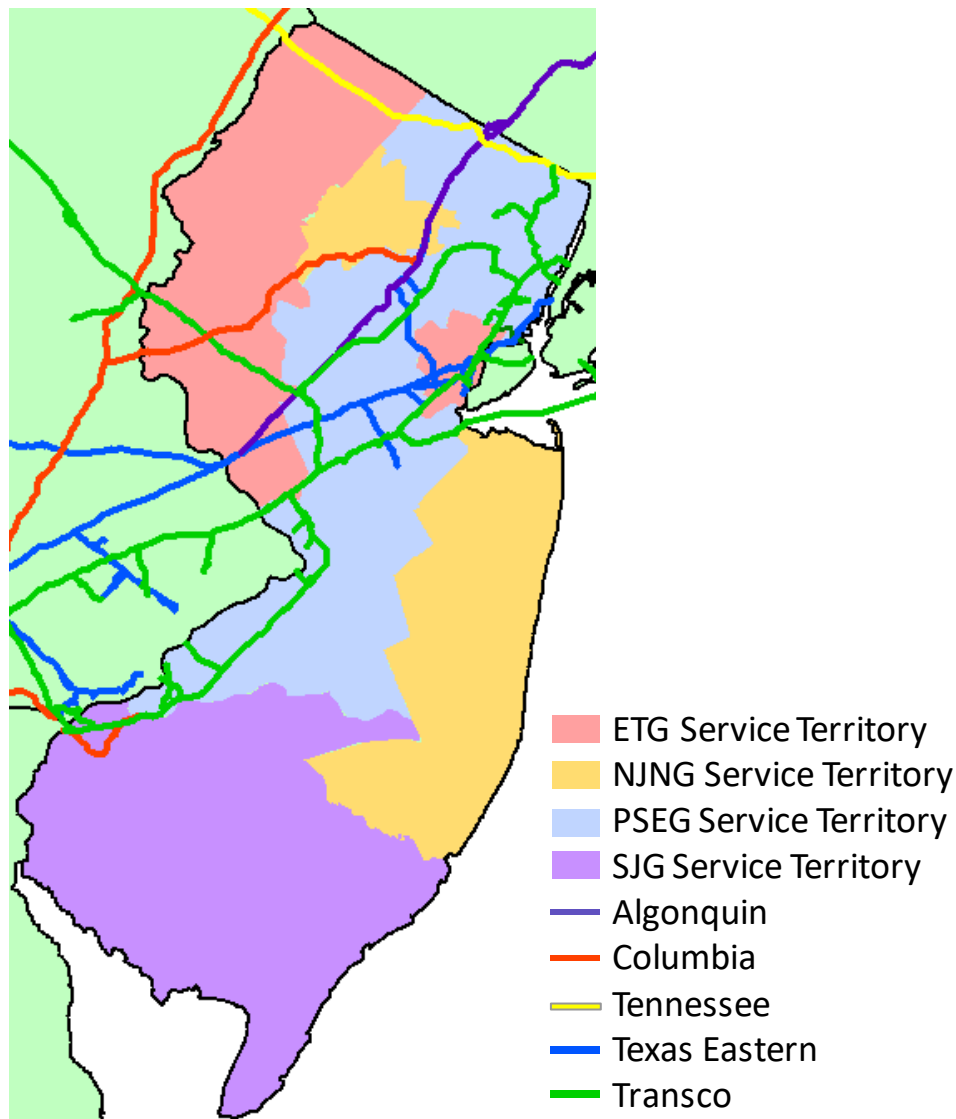 ETG Service Territory
NJNG Service Territory
PSEG Service Territory
SJG Service Territory
Algonquin
Columbia
Tennessee
Texas Eastern
Transco